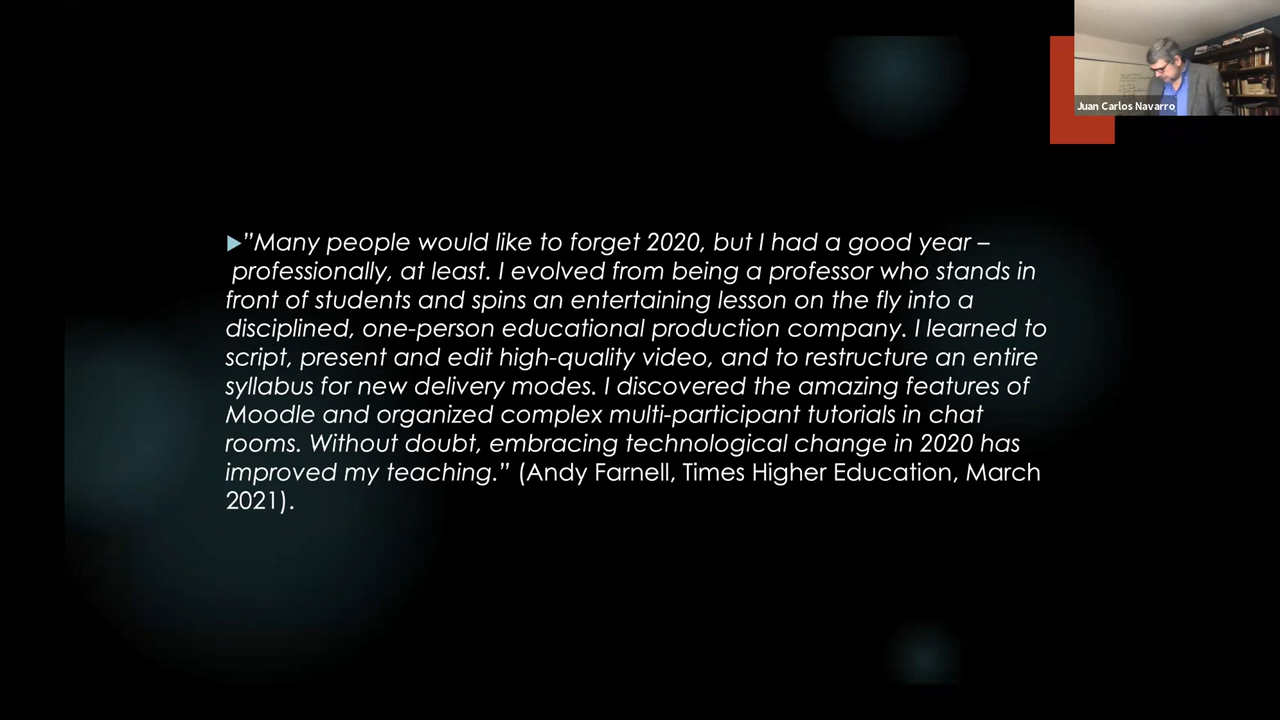 Juan Carlos Navarro
”Many people would like to forget 2020, but I had a good year –
professionally, at least. I evolved from being a professor who stands in
front of students and spins an entertaining lesson on the fly into a
disciplined, one-person educational production company. I learned to
script, present and edit high-quality video, and to restructure an entire
syllabus for new delivery modes. I discovered the amazing features of
Moodle and organized complex multi-participant tutorials in chat
rooms. Without doubt, embracing technological change in 2020 has
improved my teaching.” (Andy Farnell, Times Higher Education, March
2021).